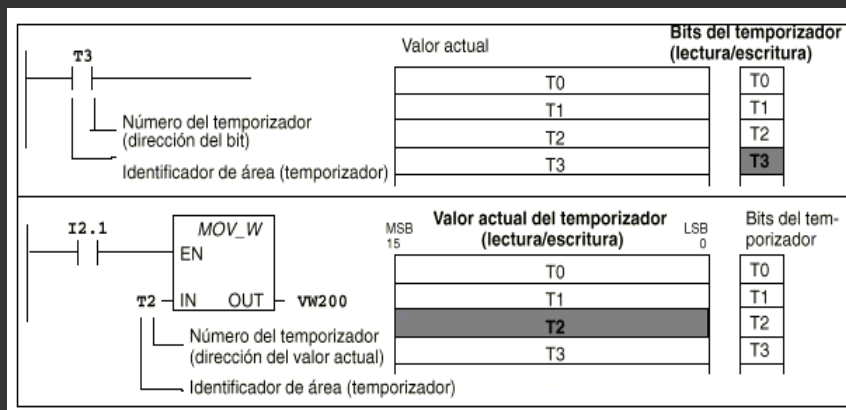 T3
Valor actual
Bits del temporizador
(lectura/escritura)
T0
T0
T1
T1
Número del temporizador
(dirección del bit)
T2
T2
Identificador de área (temporizador)
T3
T3
I2.1
MOV_W
EN
T2
IN
OUT
VW200
Número del temporizador
(dirección del valor actual)
Identificador de área (temporizador)
MSB
15
Valor actual del temporizador
(lectura/escritura)
LSB
0
Bits del tem-
porizador
T0
T0
T1
T1
T2
T2
T3
T3